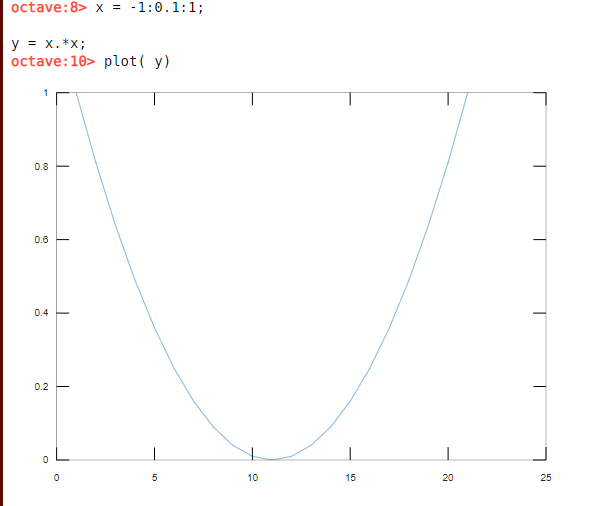 octave:8> x = -1:0.1:1;
y = x.*x;
octave:10> plot( y)
1
0.8
0.6
0.4
0.2
0
0 5 10 15 20 25